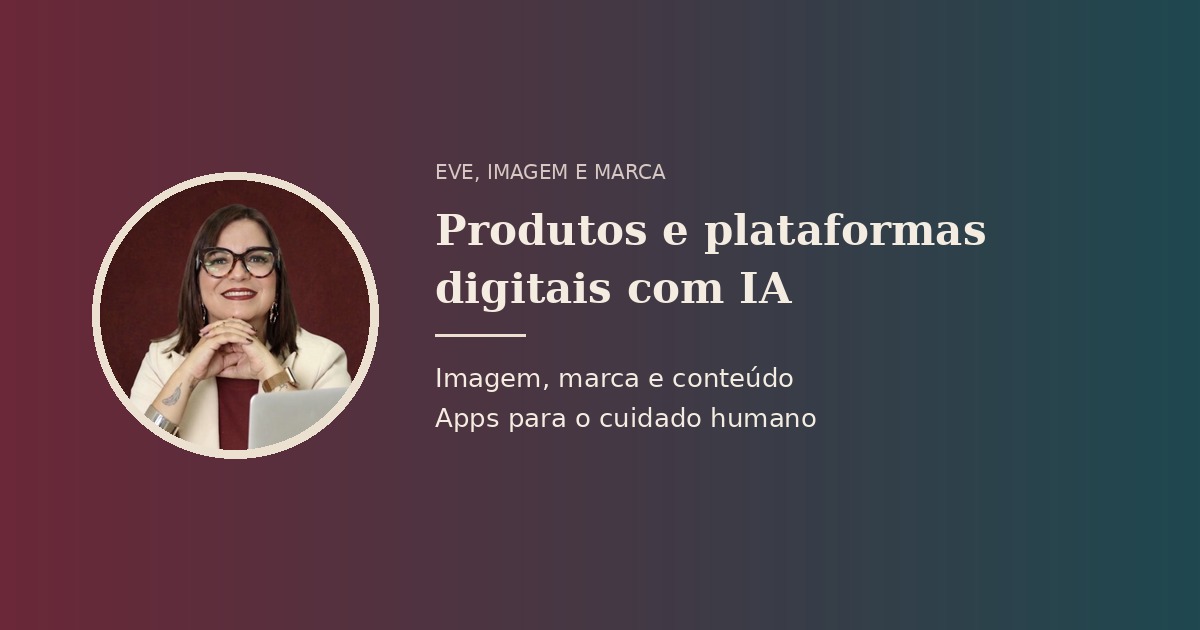 EVE, IMAGEM E MARCA
Produtos e plataformas
digitais com IA
Imagem, marca e conteúdo
Apps para o cuidado humano